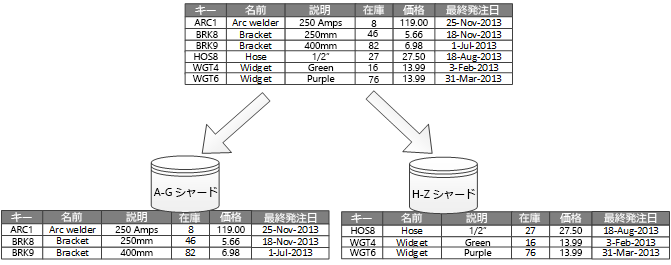 キー 名前 説明 在庫 価格 最終発注日
ARC1 Arc welder 250 Amps 8 119.00 25-Nov-2013
BRK8 Bracket 250mm 46 5.66 18-Nov-2013
BRK9 Bracket 400mm 82 6.98 1-Jul-2013
HOS8 Hose 1/2" 27 27.50 18-Aug-2013
WGT4 Widget Green 16 13.99 3-Feb-2013
WGT6 Widget Purple 76 13.99 31-Mar-2013
A-G シャード
H-Z シャード
キー 名前 説明 在庫 価格 最終発注日
ARC1 Arc welder 250 Amps 8 119.00 25-Nov-2013
BRK8 Bracket 250mm 46 5.66 18-Nov-2013
BRK9 Bracket 400mm 82 6.98 1-Jul-2013
キー 名前 説明 在庫 価格 最終発注日
HOS8 Hose 1/2" 27 27.50 18-Aug-2013
WGT4 Widget Green 16 13.99 3-Feb-2013
WGT6 Widget Purple 76 13.99 31-Mar-2013